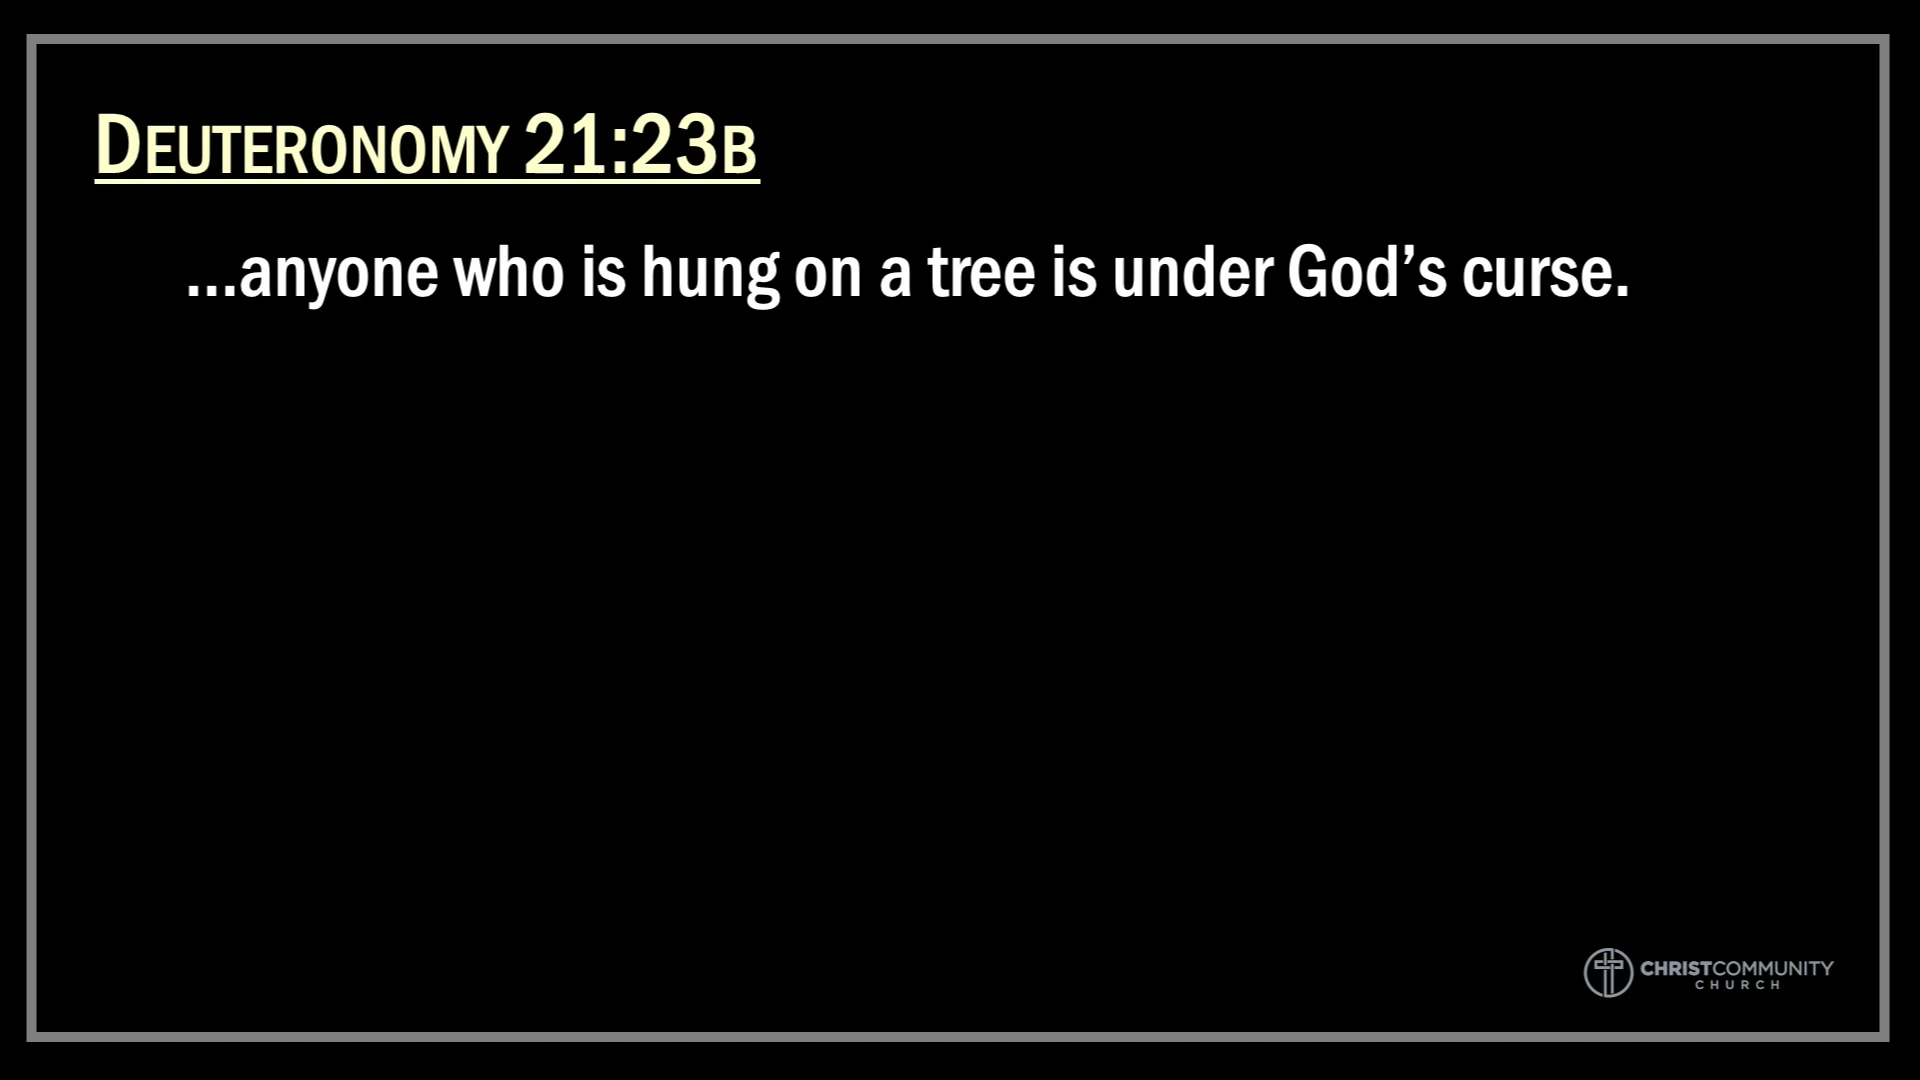 DEUTERONOMY 21:23B
...anyone who is hung on a tree is under God’s curse.
CHRISTCOMMUNITY
CHURCH